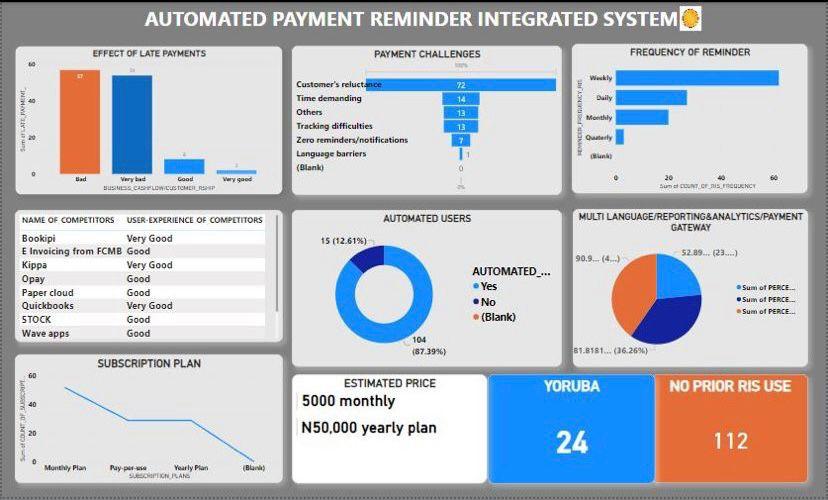 AUTOMATED PAYMENT REMINDER INTEGRATED SYSTEM
EFFECT OF LATE PAYMENTS
60
40
20
0
Sum of LATE_PAYMENT_
57
8
Bad Very bad Good Very good
BUSINESS_CASHFLOW/CUSTOMER_RSHIP
PAYMENT CHALLENGES
100%
Customer's reluctance 72
Time demanding 14
Others 13
Tracking difficulties 13
Zero reminders/notifications 7
Language barriers 1
(Blank) 0
FREQUENCY OF REMINDER
REMINDER_FREQUENCY_RIS
Weekly
Daily
Monthly
Quaterly
(Blank)
0 20 40 60
Sum of COUNT_OF_RIS_FREQUENCY
NAME OF COMPETITORS USER-EXPERIENCE OF COMPETITORS
Bookipi Very Good
E Invoicing from FCMB Good
Kippa Very Good
Opay Good
Paper cloud Good
Quickbooks Very Good
STOCK Good
Wave apps Good
AUTOMATED USERS
15 (12.61%)
104
(87.39%)
AUTOMATED_...
Yes
No
(Blank)
MULTI LANGUAGE/REPORTING&ANALYTICS/PAYMENT
GATEWAY
90.9... (4...)
52.89... (23....)
81.8181... (36.26%)
Sum of PERCE...
Sum of PERCE...
Sum of PERCE...
SUBSCRIPTION PLAN
60
40
20
0
Sum of COUNT_OF_SUBSCRIPT...
Monthly Plan Pay-per-use Yearly Plan (Blank)
SUBSCRIPTION_PLANS
ESTIMATED PRICE
5000 monthly
N50,000 yearly plan
YORUBA
24
NO PRIOR RIS USE
112